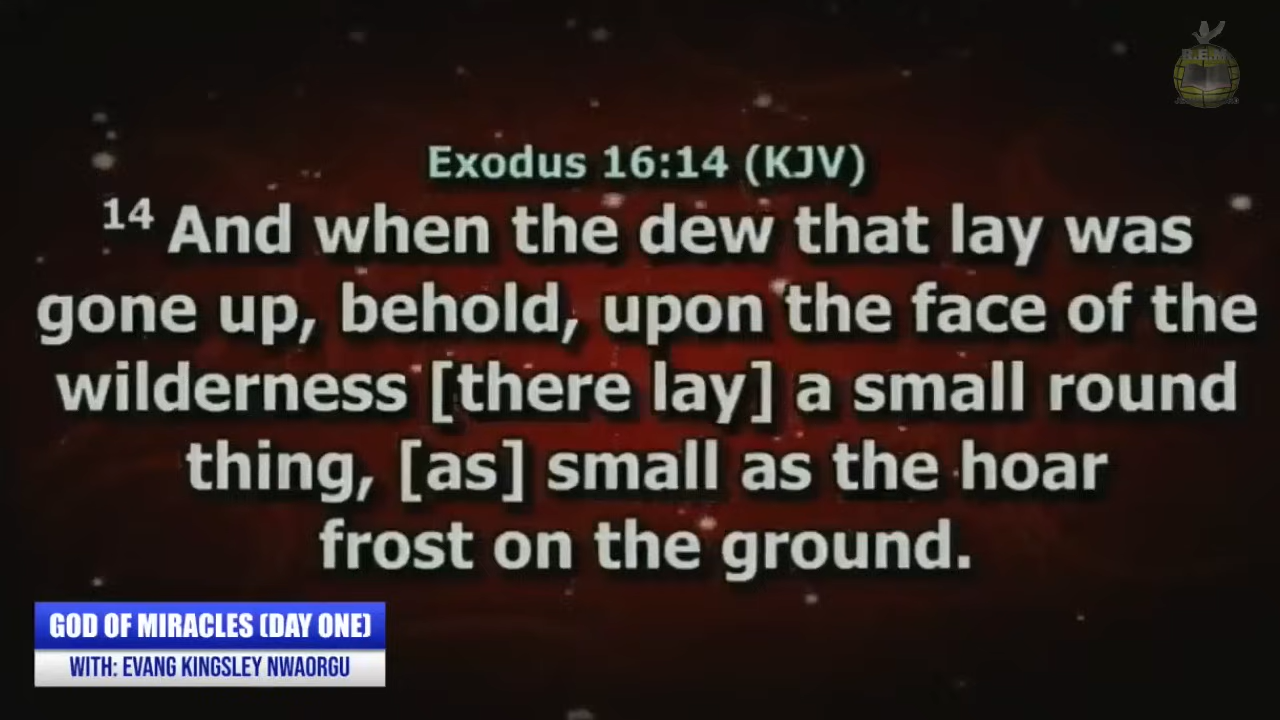 R.E.M
Exodus 16:14 (KJV)
14 And when the dew that lay was
gone up, behold, upon the face of the
wilderness [there lay] a small round
thing, [as] small as the hoar
frost on the ground.
GOD OF MIRACLES (DAY ONE)
WITH: EVANG KINGSLEY NWAORGU